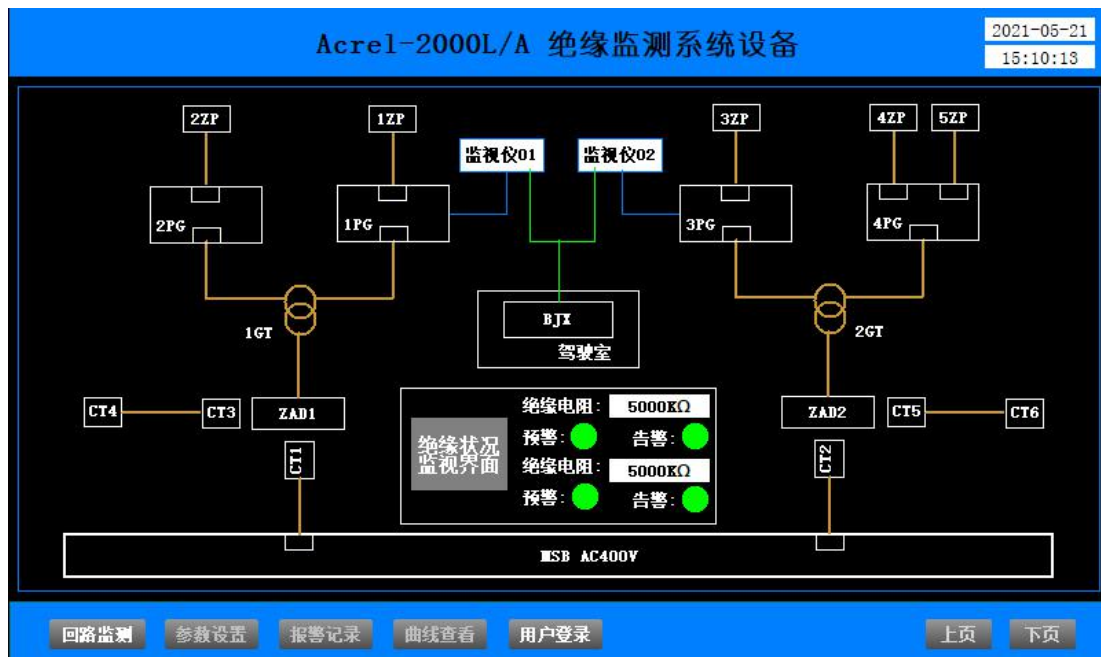 Acrel-2000L/A 绝缘监测系统设备
2021-05-21
15:10:13
2ZP
1ZP
3ZP
4ZP
5ZP
监视仪01
监视仪02
2PG
1PG
3PG
4PG
BJX
驾驶室
1GT
2GT
CT4
CT3
ZAD1
ZAD2
CT5
CT6
绝缘状况
监视界面
绝缘电阻: 5000KΩ
预警: 告警:
绝缘电阻: 5000KΩ
预警: 告警:
CT1
CT2
MSB AC400V
回路监测 参数设置 报警记录 曲线查看 用户登录 上页 下页